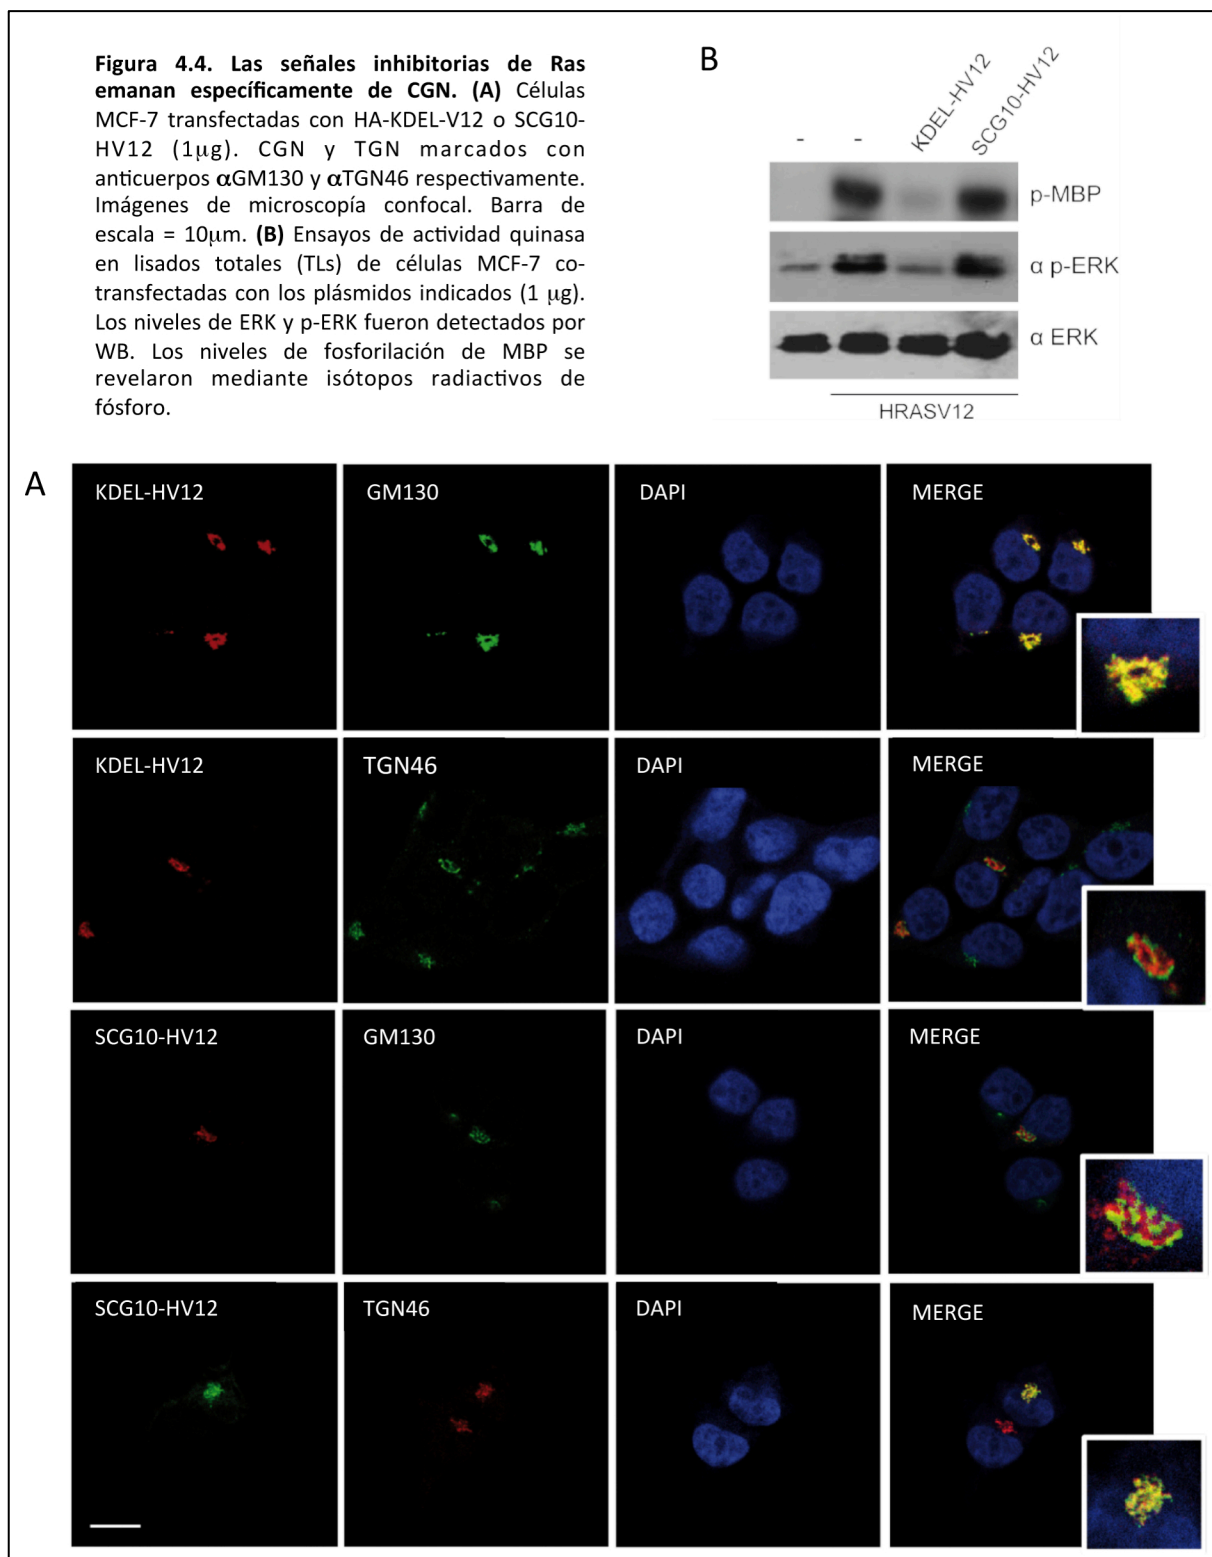 Figura 4.4. Las señales inhibitorias de Ras
emanan específicamente de CGN. (A) Células
MCF-7 transfectadas con HA-KDEL-V12 o SCG10-
HV12 (1μg). CGN y TGN marcados con
anticuerpos αGM130 y αTGN46 respectivamente.
Imágenes de microscopía confocal. Barra de
escala = 10μm. (B) Ensayos de actividad quinasa
en lisados totales (TLs) de células MCF-7 co-
transfectadas con los plásmidos indicados (1 μg).
Los niveles de ERK y p-ERK fueron detectados por
WB. Los niveles de fosforilación de MBP se
revelaron mediante isótopos radiactivos de
fósforo.
B
- - KDEL-HV12 SCG10-HV12
p-MBP
α p-ERK
α ERK
HRASV12
A
KDEL-HV12 GM130 DAPI MERGE
KDEL-HV12 TGN46 DAPI MERGE
SCG10-HV12 GM130 DAPI MERGE
SCG10-HV12 TGN46 DAPI MERGE